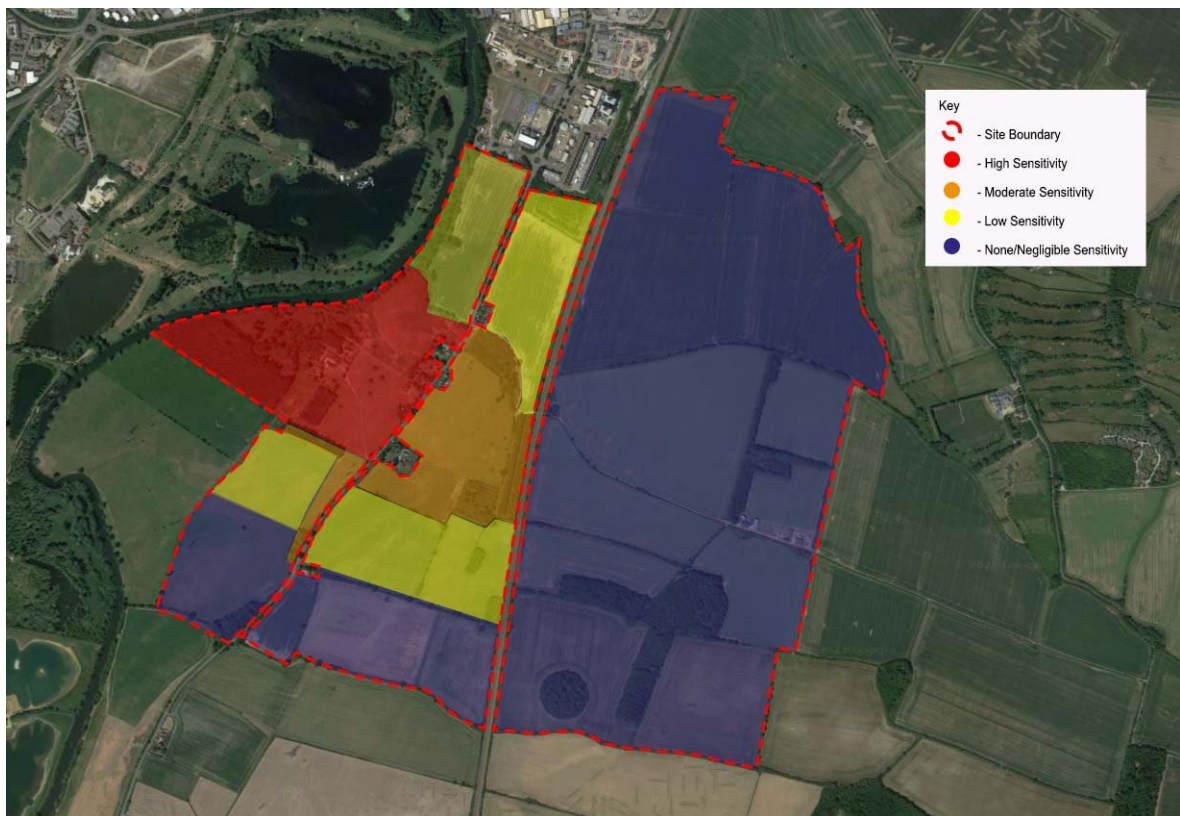 Key
- Site Boundary
- High Sensitivity
- Moderate Sensitivity
- Low Sensitivity
- None/Negligible Sensitivity